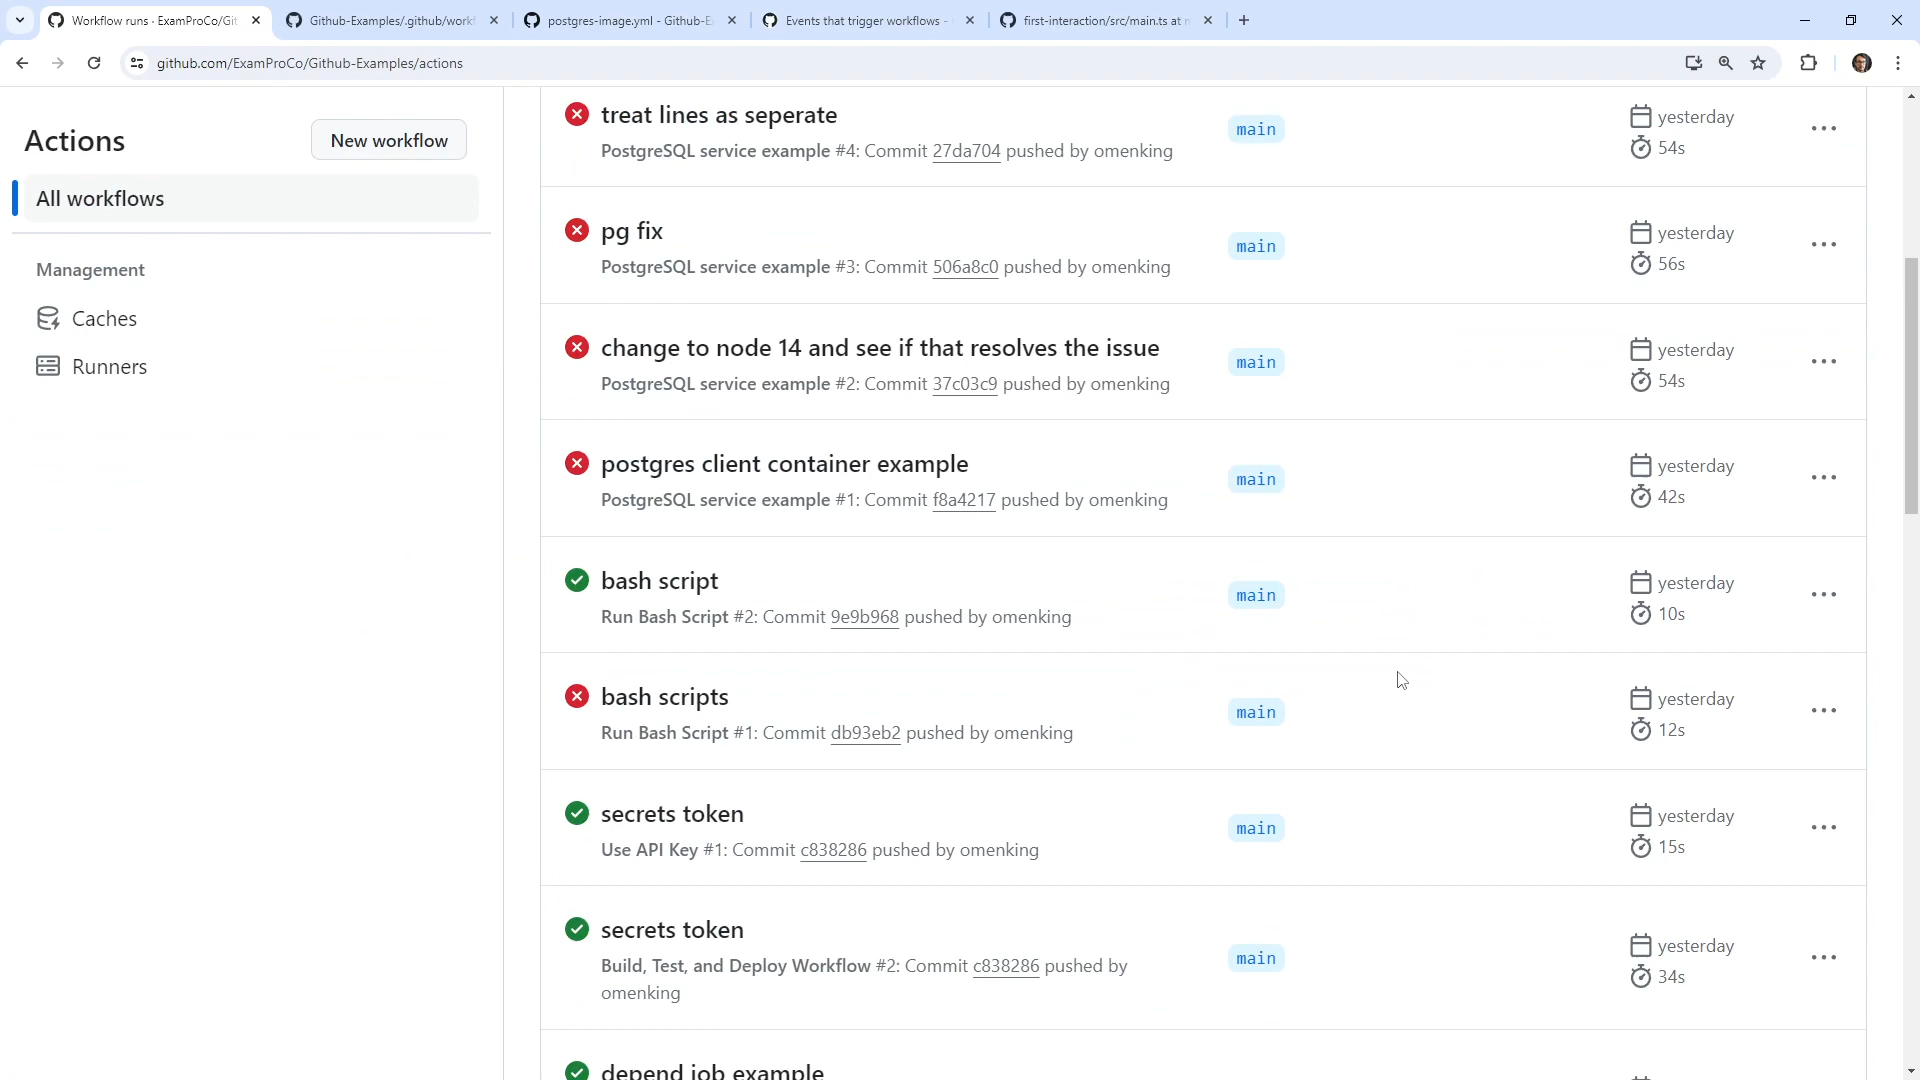 Workflow runs · ExamProCo/Git
Github-Examples/.github/workf
postgres-image.yml - Github-E
Events that trigger workflows -
first-interaction/src/main.ts at
github.com/ExamProCo/Github-Examples/actions
Actions
New workflow
All workflows
Management
Caches
Runners
treat lines as seperate
PostgreSQL service example #4: Commit 27da704 pushed by omenking
main
yesterday
54s
pg fix
PostgreSQL service example #3: Commit 506a8c0 pushed by omenking
main
yesterday
56s
change to node 14 and see if that resolves the issue
PostgreSQL service example #2: Commit 37c03c9 pushed by omenking
main
yesterday
54s
postgres client container example
PostgreSQL service example #1: Commit f8a4217 pushed by omenking
main
yesterday
42s
bash script
Run Bash Script #2: Commit 9e9b968 pushed by omenking
main
yesterday
10s
bash scripts
Run Bash Script #1: Commit db93eb2 pushed by omenking
main
yesterday
12s
secrets token
Use API Key #1: Commit c838286 pushed by omenking
main
yesterday
15s
secrets token
Build, Test, and Deploy Workflow #2: Commit c838286 pushed by
omenking
main
yesterday
34s
depend job example